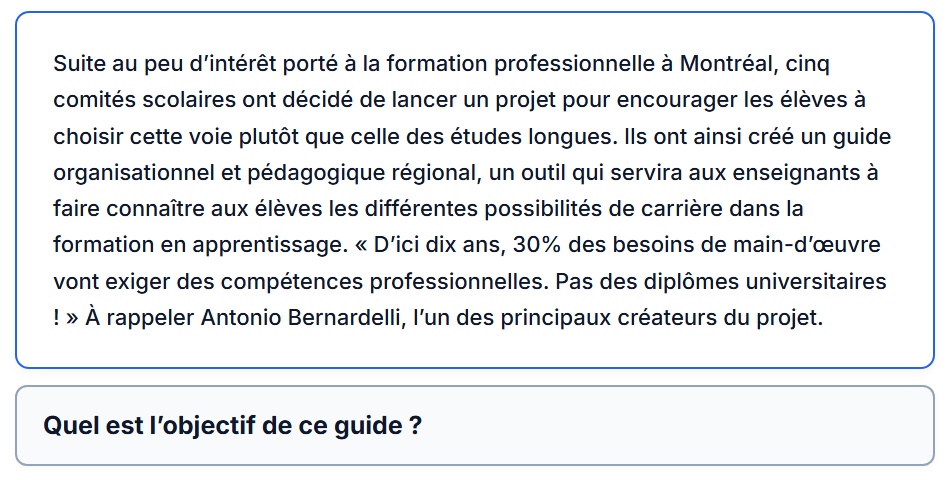 Suite au peu d’intérêt porté à la formation professionnelle à Montréal, cinq
comités scolaires ont décidé de lancer un projet pour encourager les élèves à
choisir cette voie plutôt que celle des études longues. Ils ont ainsi créé un guide
organisationnel et pédagogique régional, un outil qui servira aux enseignants à
faire connaître aux élèves les différentes possibilités de carrière dans la
formation en apprentissage. « D’ici dix ans, 30% des besoins de main-d’œuvre
vont exiger des compétences professionnelles. Pas des diplômes universitaires
! » À rappeler Antonio Bernardelli, l’un des principaux créateurs du projet.
Quel est l’objectif de ce guide ?